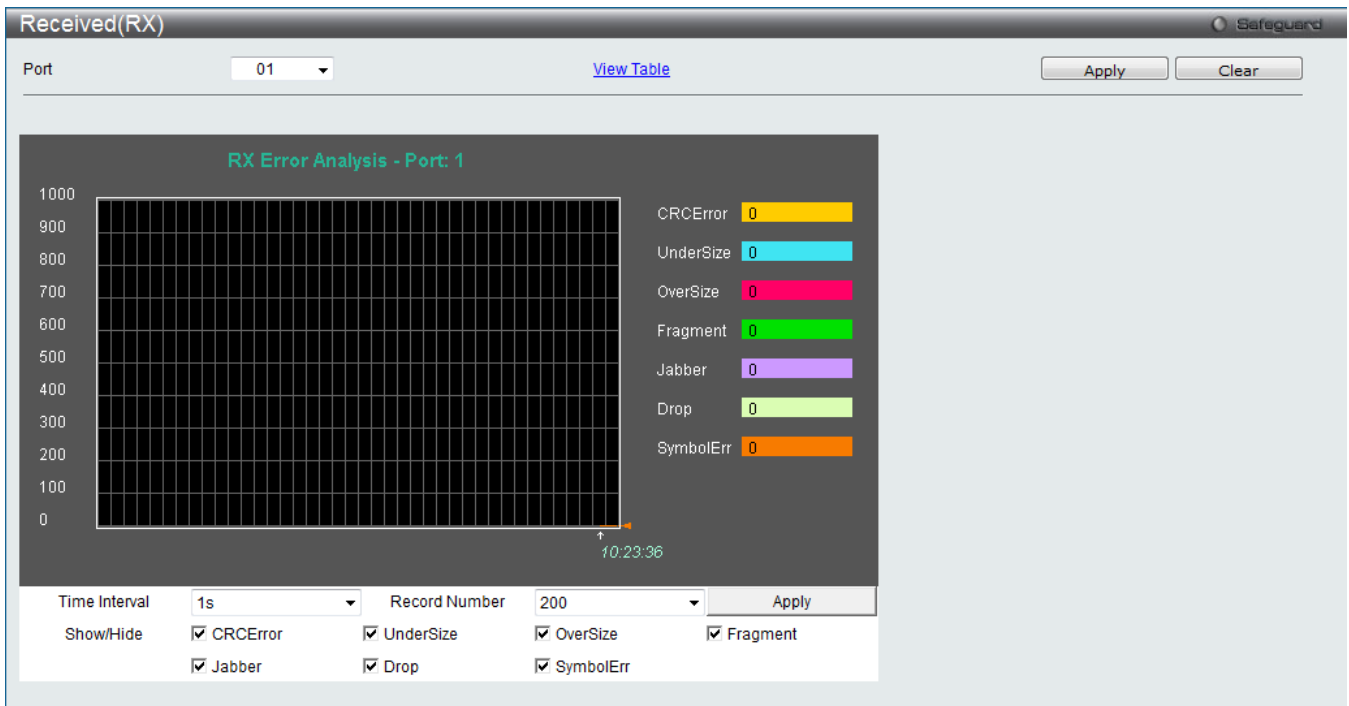 Received(RX)
Safeguard
Port 01 View Table Apply Clear
RX Error Analysis - Port: 1
1000
900
800
700
600
500
400
300
200
100
0
CRCError 0
UnderSize 0
OverSize 0
Fragment 0
Jabber 0
Drop 0
SymbolErr 0
10:23:36
Time Interval 1s Record Number 200 Apply
Show/Hide CRCError UnderSize OverSize Fragment
Jabber Drop SymbolErr